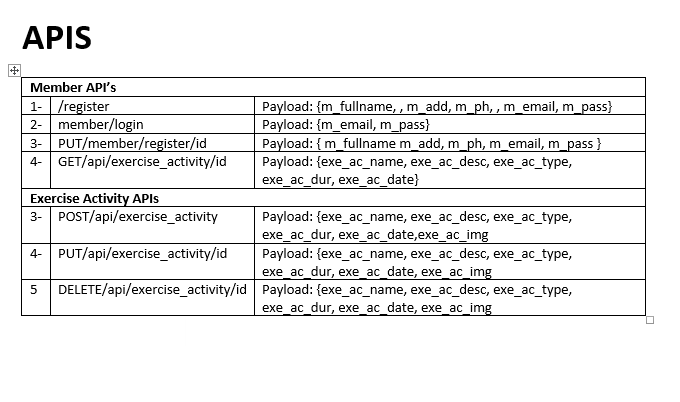 APIS
Member API's
1- /register Payload: {m_fullname, , m_add, m_ph, , m_email, m_pass}
2- member/login Payload: {m_email, m_pass}
3- PUT/member/register/id Payload: { m_fullname m_add, m_ph, m_email, m_pass }
4- GET/api/exercise_activity/id Payload: {exe_ac_name, exe_ac_desc, exe_ac_type,
exe_ac_dur, exe_ac_date}
Exercise Activity APIs
3- POST/api/exercise_activity Payload: {exe_ac_name, exe_ac_desc, exe_ac_type,
exe_ac_dur, exe_ac_date,exe_ac_img
4- PUT/api/exercise_activity/id Payload: {exe_ac_name, exe_ac_desc, exe_ac_type,
exe_ac_dur, exe_ac_date, exe_ac_img
5 DELETE/api/exercise_activity/id Payload: {exe_ac_name, exe_ac_desc, exe_ac_type,
exe_ac_dur, exe_ac_date, exe_ac_img